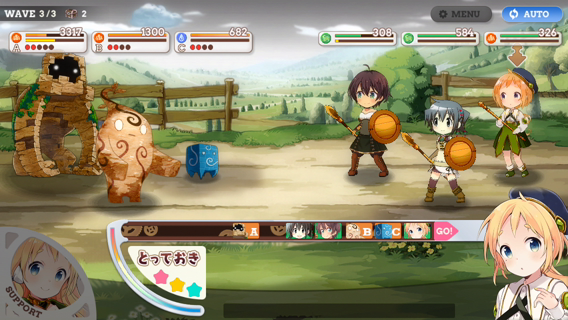 WAVE 3/3
2
MENU
AUTO
3317
A
1300
B
682
C
308
584
326
A
B
C
GO!
とっておき
SUPPORT